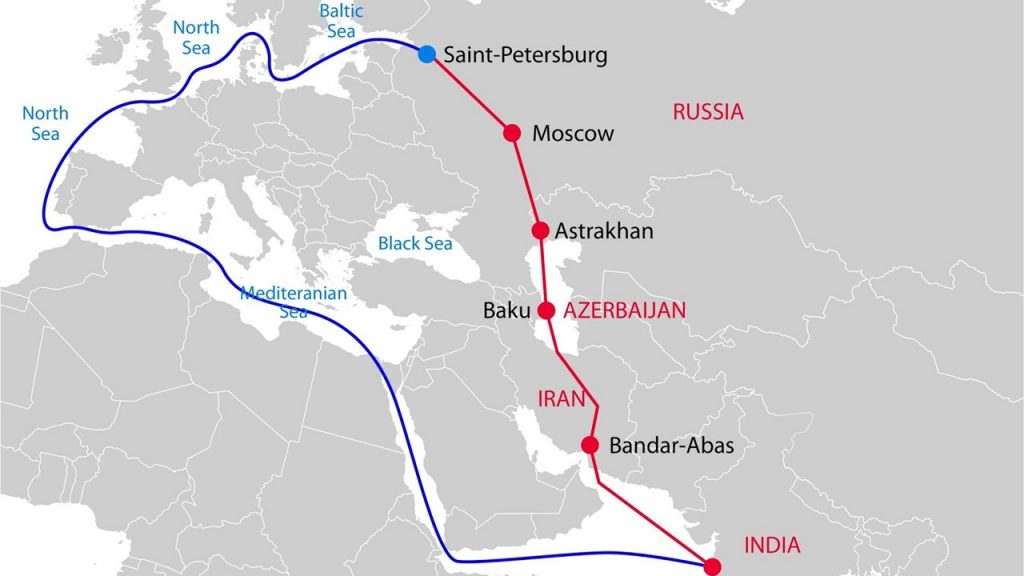 Baltic
Sea
North
Sea
Saint-Petersburg
North
Sea
RUSSIA
Moscow
Astrakhan
Black Sea
Mediteranian
Sea
Baku
AZERBAIJAN
IRAN
Bandar-Abas
INDIA